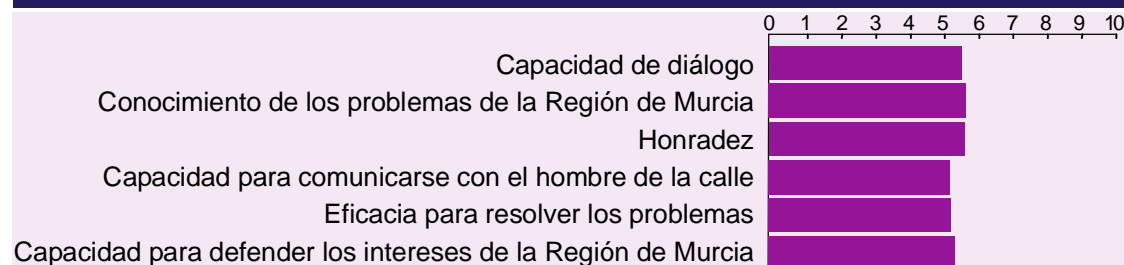 0 1 2 3 4 5 6 7 8 9 10
Capacidad de diálogo
Conocimiento de los problemas de la Región de Murcia
Honradez
Capacidad para comunicarse con el hombre de la calle
Eficacia para resolver los problemas
Capacidad para defender los intereses de la Región de Murcia